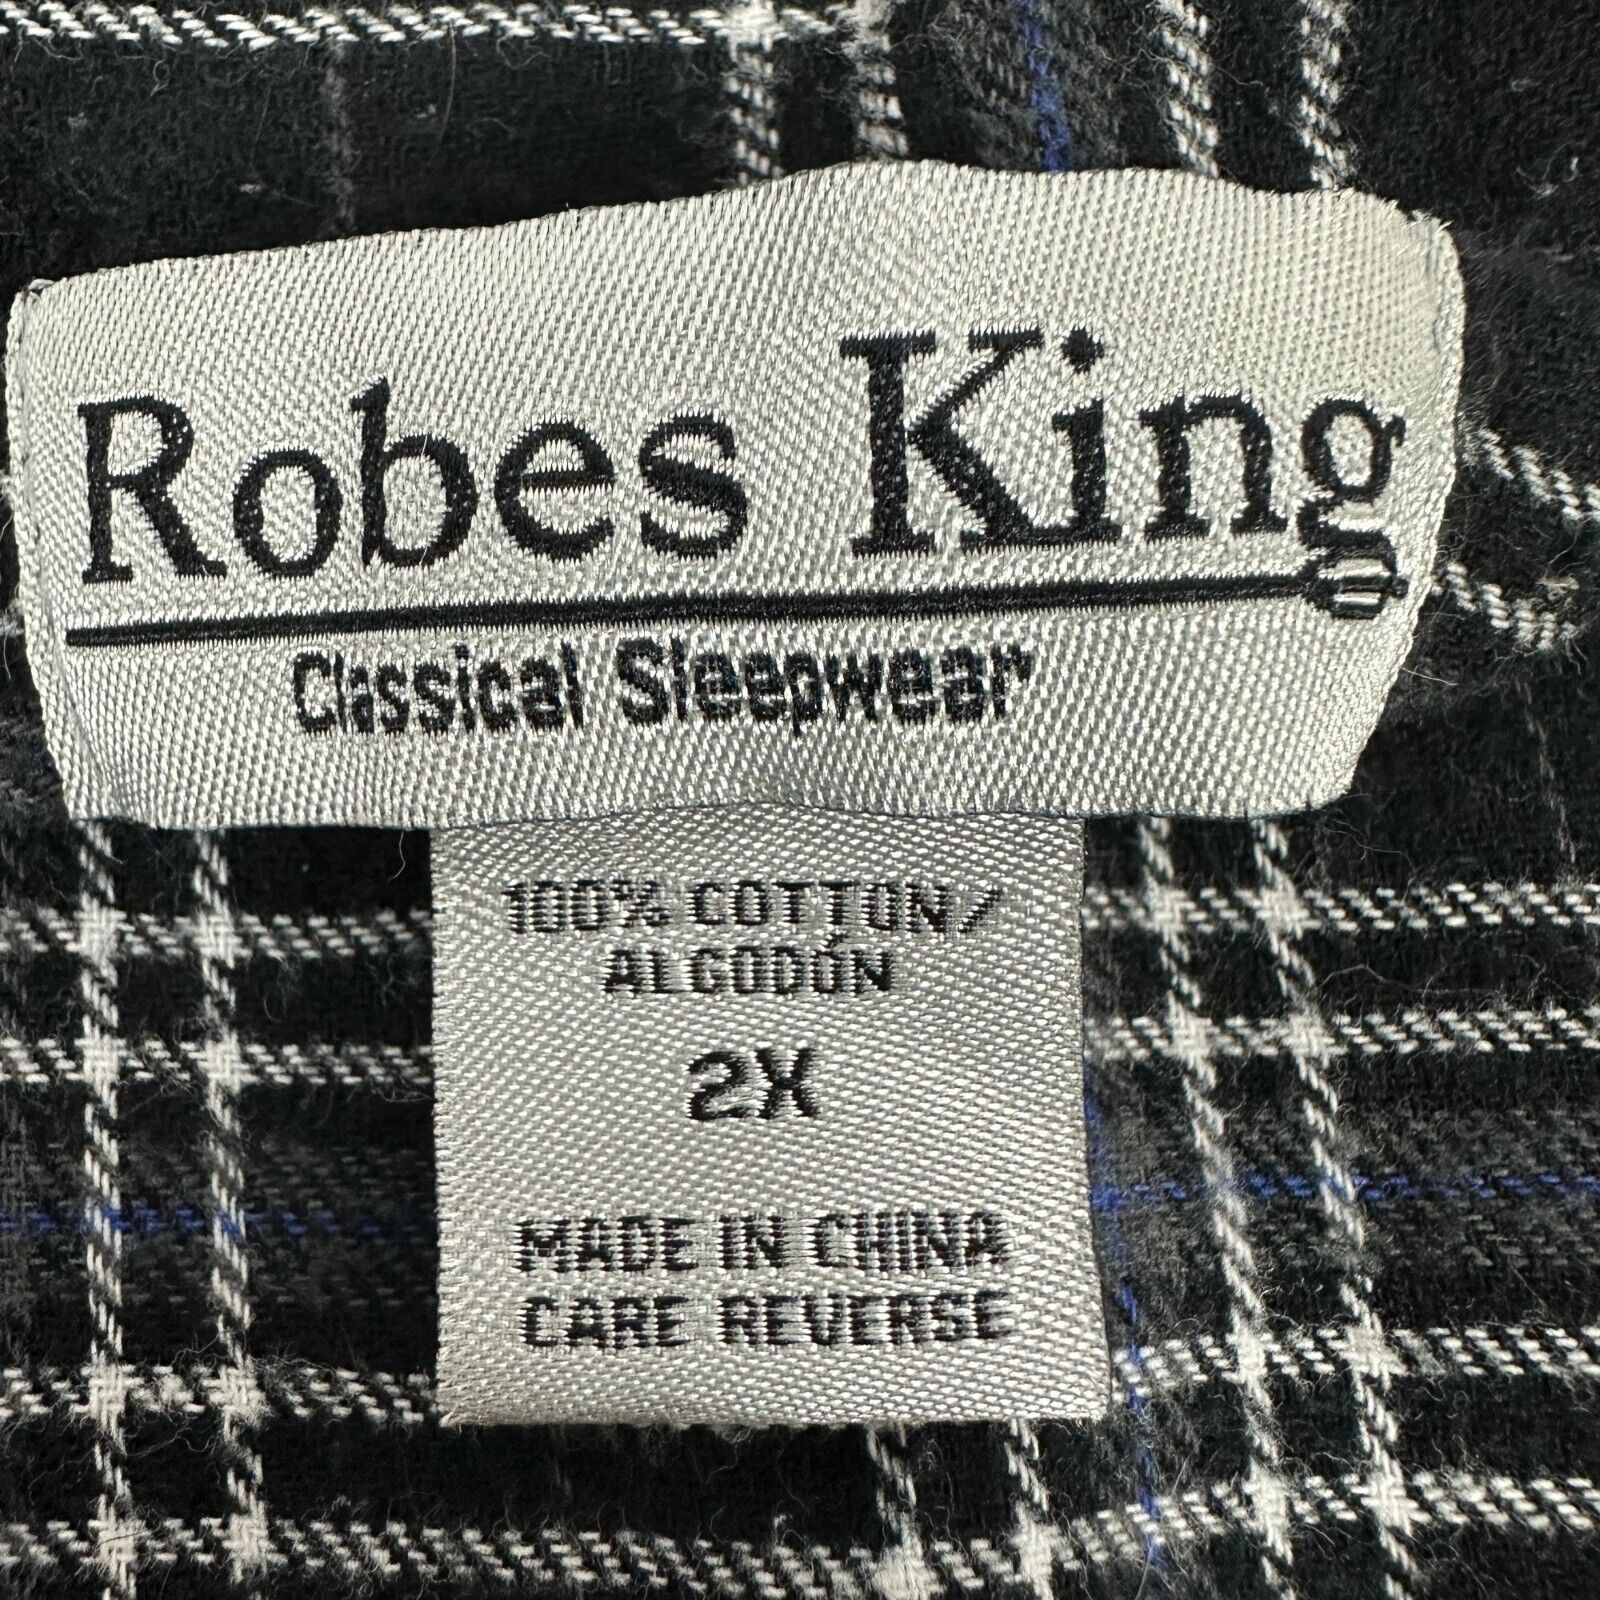 Robes King
Classical Sleepwear
100% COTTON/
ALGODÓN
2X
MADE IN CHINA
CARE REVERSE